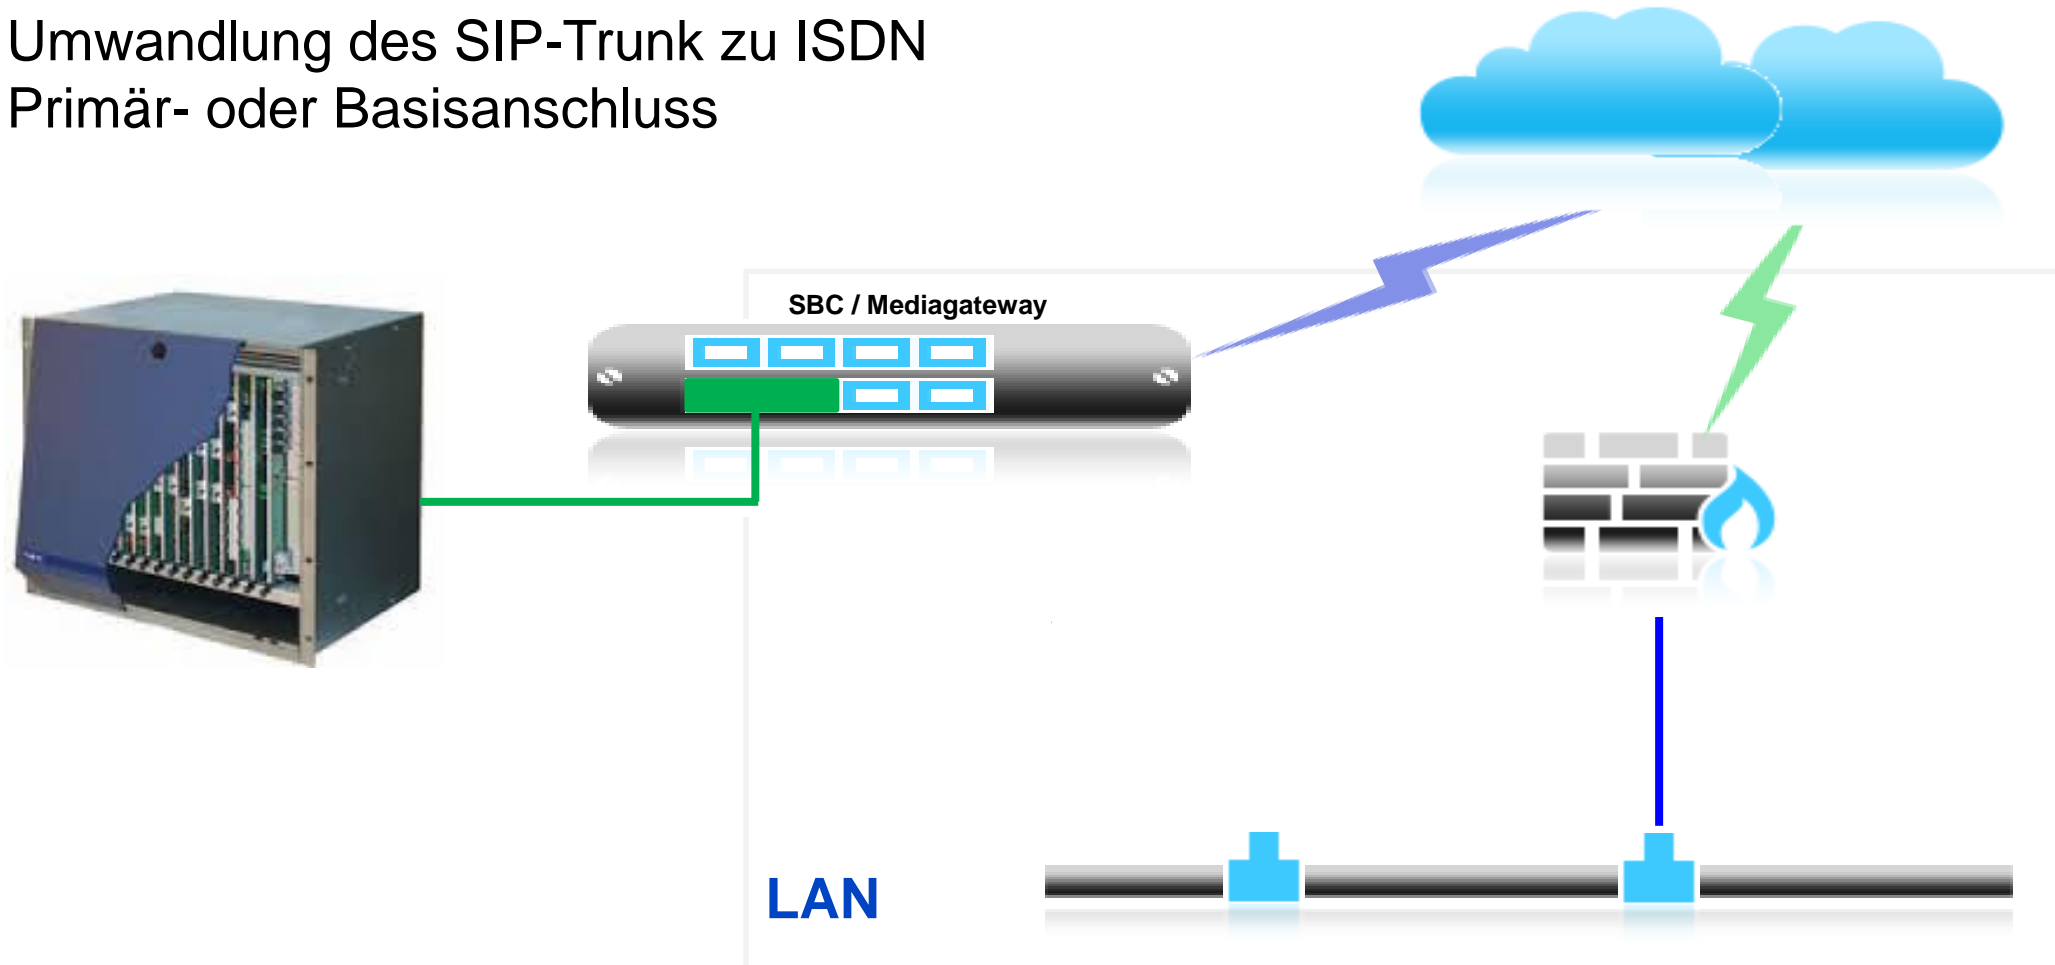 Umwandlung des SIP-Trunk zu ISDN
Primär- oder Basisanschluss
SBC / Mediagateway
LAN